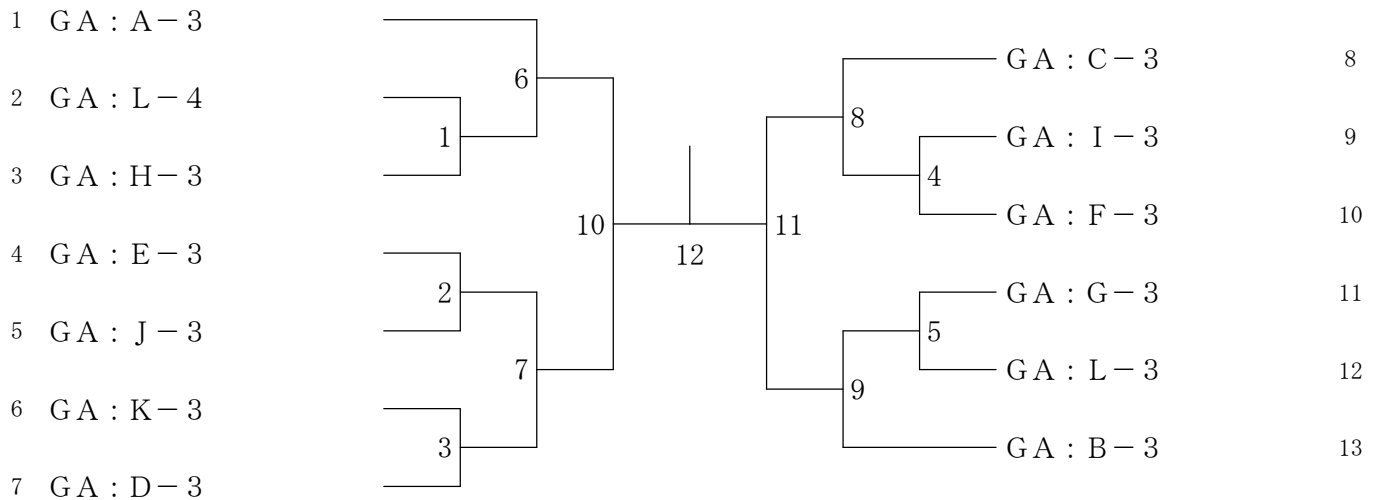 1 GA:A-3
2 GA:L-4
3 GA:H-3
4 GA:E-3
5 GA:J-3
6 GA:K-3
7 GA:D-3
6
1
2
7
3
10
12
11
8
4
5
9
GA:C-3 8
GA:I-3 9
GA:F-3 10
GA:G-3 11
GA:L-3 12
GA:B-3 13